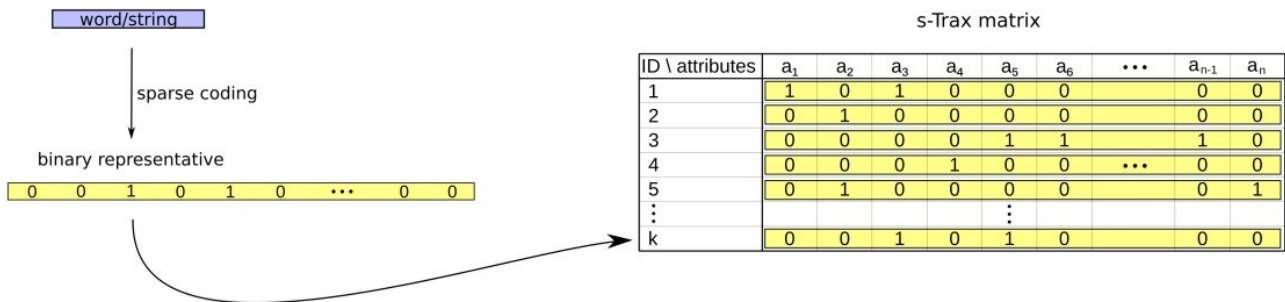 word/string
sparse coding
binary representative
0 0 1 0 1 0 ••• 0 0
s-Trax matrix
ID \ attributes a1 a2 a3 a4 a5 a6 ••• an-1 an
1 1 0 1 0 0 0 0 0
2 0 1 0 0 0 0 0 0
3 0 0 0 0 1 1 1 0
4 0 0 0 1 0 0 ••• 0 0
5 0 1 0 0 0 0 0 1
⋮ ⋮
k 0 0 1 0 1 0 0 0